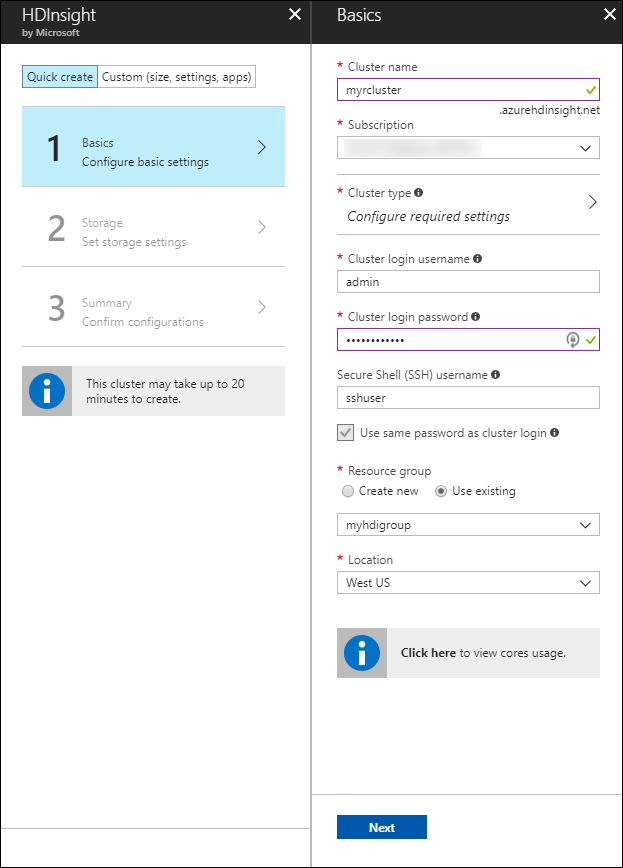 HDInsight
by Microsoft
Quick create Custom (size, settings, apps)
1 Basics
Configure basic settings
2 Storage
Set storage settings
3 Summary
Confirm configurations
This cluster may take up to 20
minutes to create.
Basics
* Cluster name
myrcluster
.azurehdinsight.net
* Subscription
* Cluster type
Configure required settings
* Cluster login username
admin
* Cluster login password
••••••••••••
Secure Shell (SSH) username
sshuser
Use same password as cluster login
* Resource group
Create new Use existing
myhdigroup
* Location
West US
Click here to view cores usage.
Next